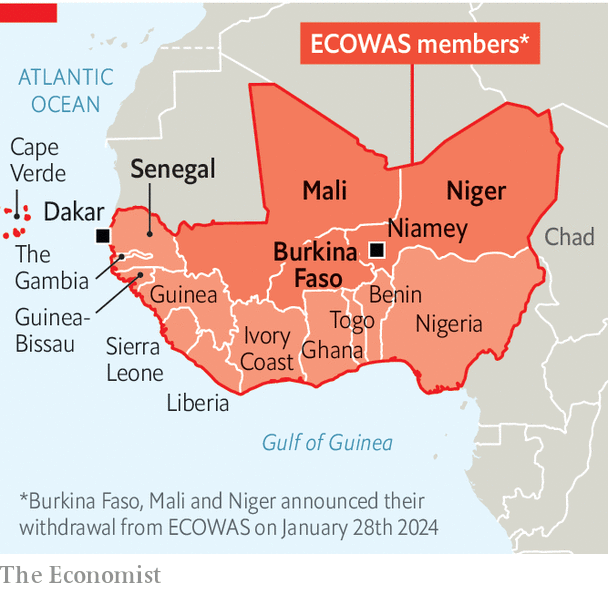 ECOWAS members*
ATLANTIC
OCEAN
Cape
Verde
Senegal
Mali
Niger
Dakar
Niamey
Chad
The
Gambia
Burkina
Faso
Guinea-
Bissau
Guinea
Benin
Togo
Nigeria
Sierra
Leone
Ivory
Coast
Ghana
Liberia
Gulf of Guinea
*Burkina Faso, Mali and Niger announced their
withdrawal from ECOWAS on January 28th 2024
The Economist